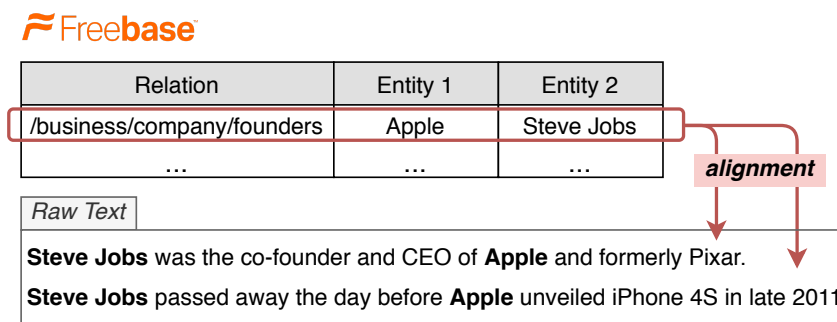 Freebase
Relation Entity 1 Entity 2
/business/company/founders Apple Steve Jobs
... ... ...
alignment
Raw Text
Steve Jobs was the co-founder and CEO of Apple and formerly Pixar.
Steve Jobs passed away the day before Apple unveiled iPhone 4S in late 2011